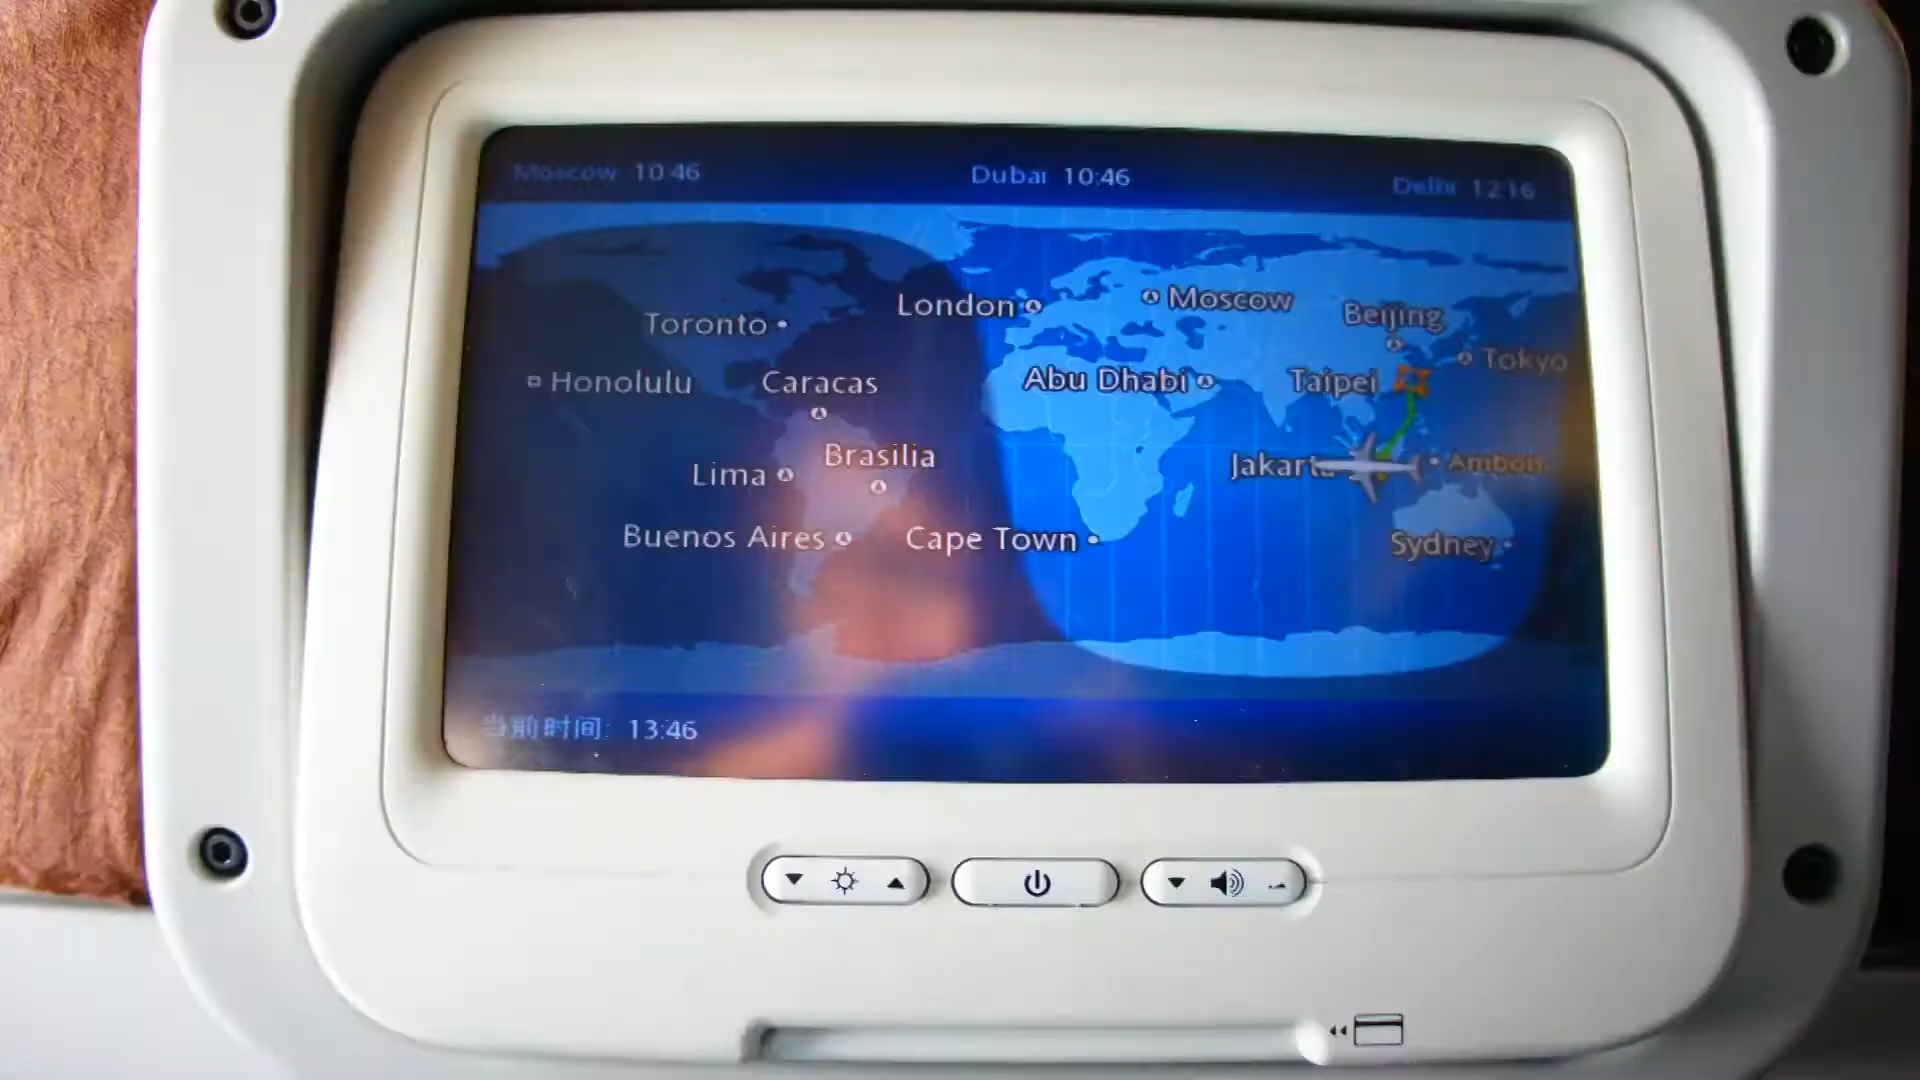 Moscow 10:46 Dubai 10:46 Delhi 12:16
London Moscow
Toronto Beijing
Tokyo
Honolulu Caracas Abu Dhabi Taipei
Lima Brasilia Jakarta Ambon
Buenos Aires Cape Town Sydney
当前时间: 13:46